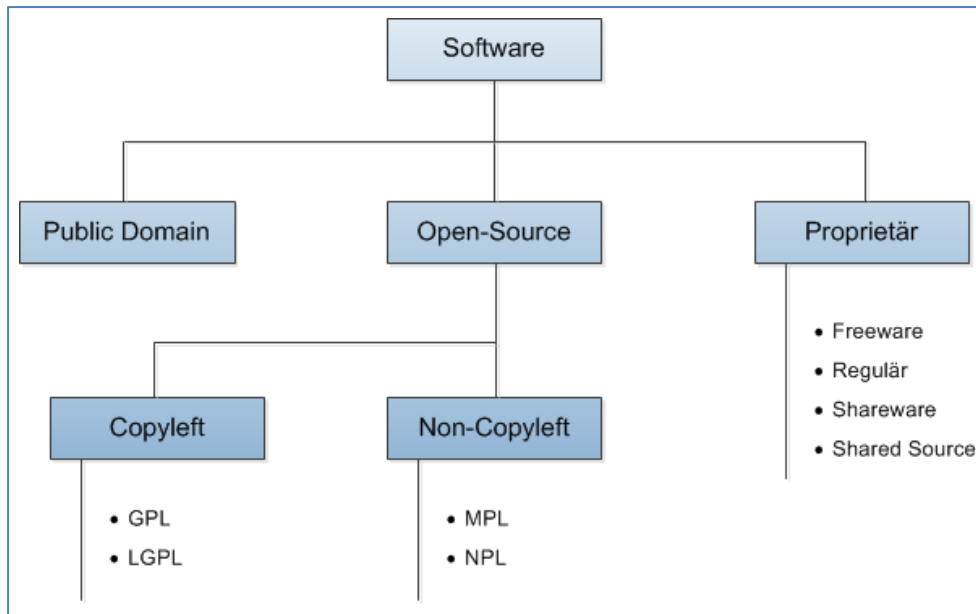 Software
Public Domain
Open-Source
Proprietär
• Freeware
• Regulär
• Shareware
• Shared Source
Copyleft
Non-Copyleft
• GPL
• LGPL
• MPL
• NPL